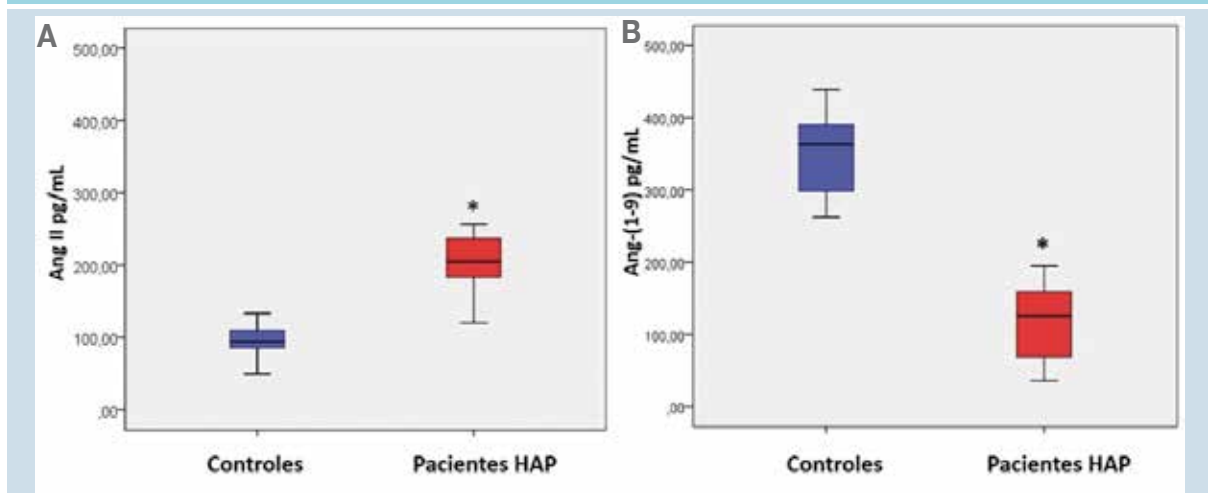 A
500,00
400,00
300,00
200,00
100,00
,00
Ang II pg/mL
*
Controles
Pacientes HAP
B
500,00
400,00
300,00
200,00
100,00
,00
Ang-(1-9) pg/mL
*
Controles
Pacientes HAP